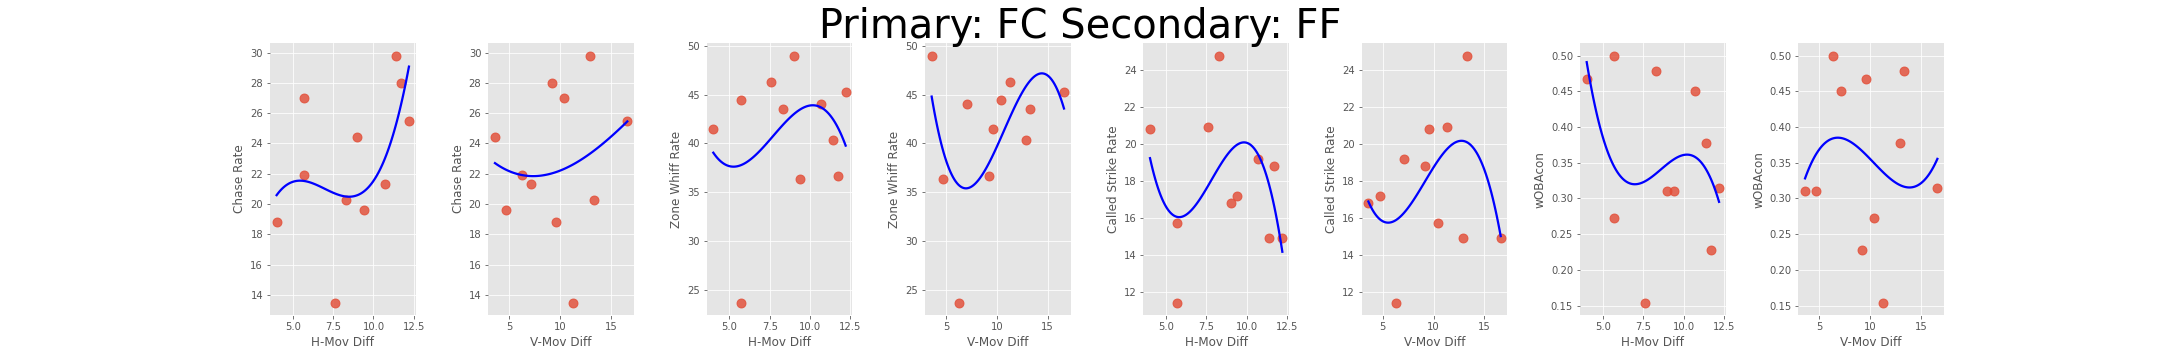 Primary: FC Secondary: FF
30
28
26
24
22
20
18
16
14
Chase Rate
5.0 7.5 10.0 12.5
H-Mov Diff
30
28
26
24
22
20
18
16
14
Chase Rate
5 10 15
V-Mov Diff
50
45
40
35
30
25
Zone Whiff Rate
5.0 7.5 10.0 12.5
H-Mov Diff
50
45
40
35
30
25
Zone Whiff Rate
5 10 15
V-Mov Diff
24
22
20
18
16
14
12
Called Strike Rate
5.0 7.5 10.0 12.5
H-Mov Diff
24
22
20
18
16
14
12
Called Strike Rate
5 10 15
V-Mov Diff
0.50
0.45
0.40
0.35
0.30
0.25
0.20
0.15
wOBAcon
5.0 7.5 10.0 12.5
H-Mov Diff
0.50
0.45
0.40
0.35
0.30
0.25
0.20
0.15
wOBAcon
5 10 15
V-Mov Diff